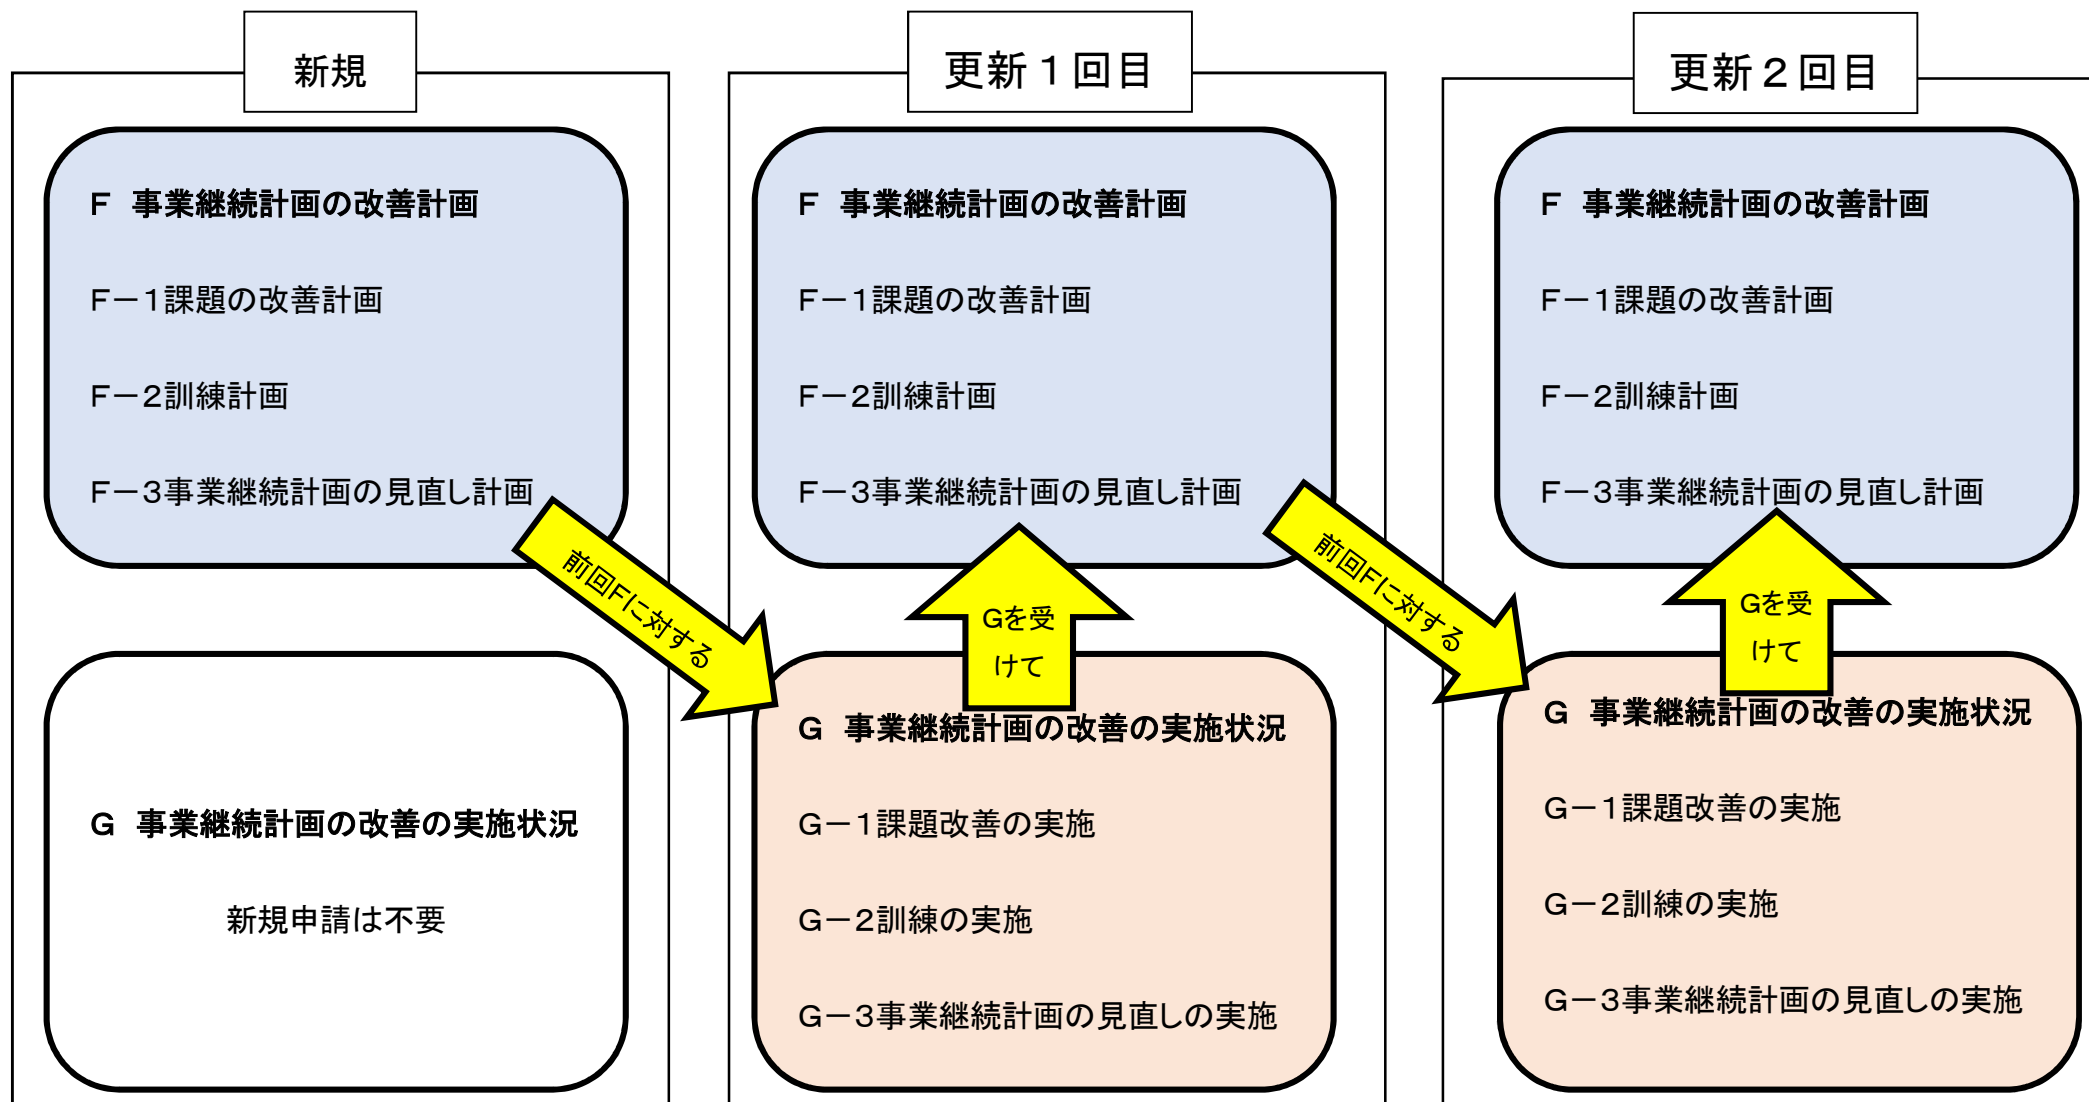 新規
Ｆ　事業継続計画の改善計画
Ｆ－１課題の改善計画
Ｆ－２訓練計画
Ｆ－３事業継続計画の見直し計画
前回Ｆに対する
Ｇ　事業継続計画の改善の実施状況
新規申請は不要
更新１回目
Ｆ　事業継続計画の改善計画
Ｆ－１課題の改善計画
Ｆ－２訓練計画
Ｆ－３事業継続計画の見直し計画
Ｇを受
けて
前回Ｆに対する
Ｇ　事業継続計画の改善の実施状況
Ｇ－１課題改善の実施
Ｇ－２訓練の実施
Ｇ－３事業継続計画の見直しの実施
更新２回目
Ｆ　事業継続計画の改善計画
Ｆ－１課題の改善計画
Ｆ－２訓練計画
Ｆ－３事業継続計画の見直し計画
Ｇを受
けて
Ｇ　事業継続計画の改善の実施状況
Ｇ－１課題改善の実施
Ｇ－２訓練の実施
Ｇ－３事業継続計画の見直しの実施